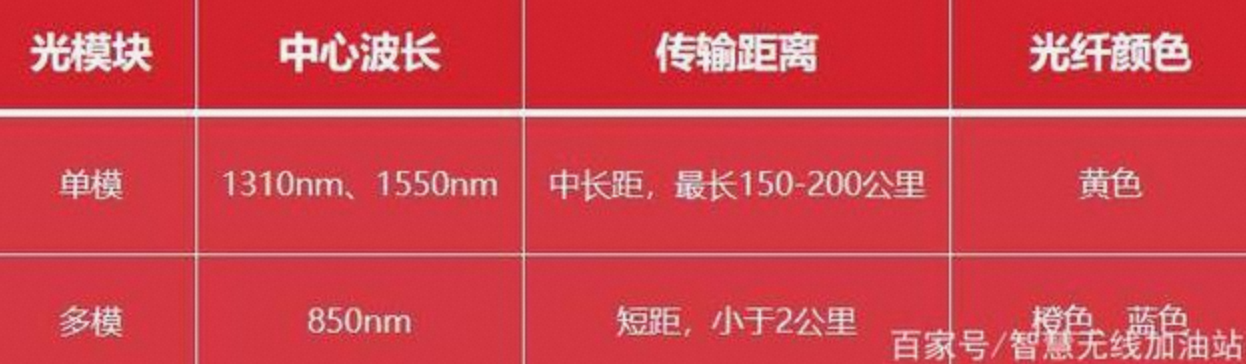 光模块 中心波长 传输距离 光纤颜色
单模 1310nm、1550nm 中长距，最长150-200公里 黄色
多模 850nm 短距，小于2公里 橙色、蓝色
百家号/智慧无线加油站